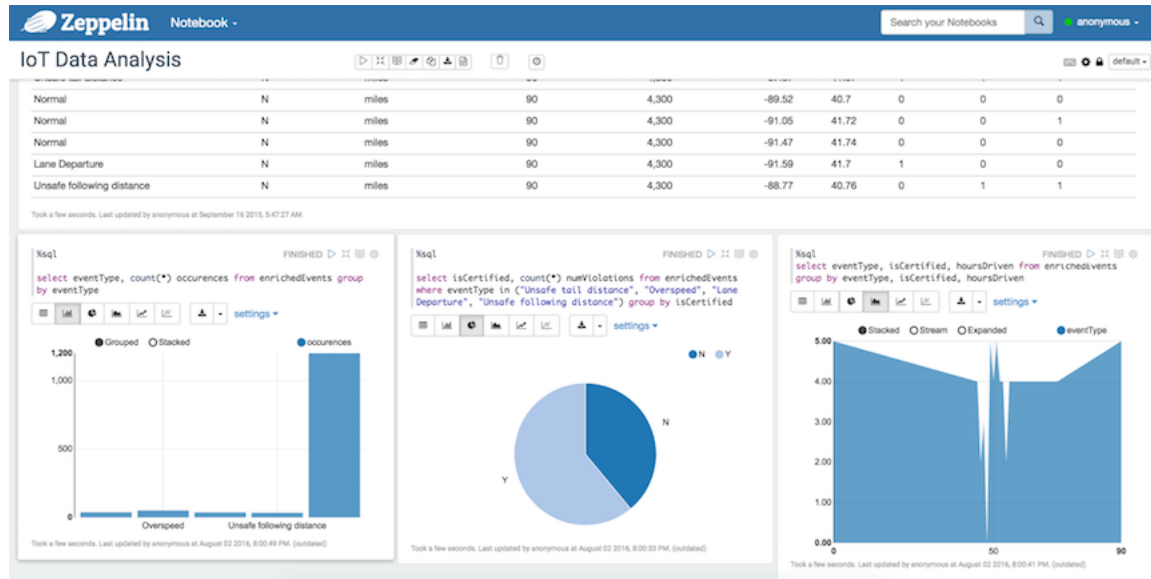 Zeppelin Notebook Search your Notebooks anonymous
IoT Data Analysis default
Normal N miles 90 4,300 -89.52 40.7 0 0 0
Normal N miles 90 4,300 -91.05 41.72 0 0 1
Normal N miles 90 4,300 -91.47 41.74 0 0 0
Lane Departure N miles 90 4,300 -91.59 41.7 1 0 0
Unsafe following distance N miles 90 4,300 -88.77 40.76 0 1 1
Took a few seconds. Last updated by anonymous at September 16 2015, 5:47:27 AM.
%sql FINISHED
select eventType, count(*) occurences from enrichedEvents group
by eventType
settings
Grouped Stacked occurences
1,200
1,000
500
0
Overspeed Unsafe following distance
Took a few seconds. Last updated by anonymous at August 02 2016, 8:00:49 PM. (outdated)
%sql FINISHED
select isCertified, count(*) numViolations from enrichedEvents
where eventType in ("Unsafe tail distance", "Overspeed", "Lane
Departure", "Unsafe following distance") group by isCertified
settings
N Y
N
Y
Took a few seconds. Last updated by anonymous at August 02 2016, 8:00:33 PM. (outdated)
%sql FINISHED
select eventType, isCertified, hoursDriven from enrichedEvents
group by eventType, isCertified, hoursDriven
settings
Stacked Stream Expanded eventType
5.00
4.00
3.00
2.00
1.00
0.00
0 50 90
Took a few seconds. Last updated by anonymous at August 02 2016, 8:00:41 PM. (outdated)